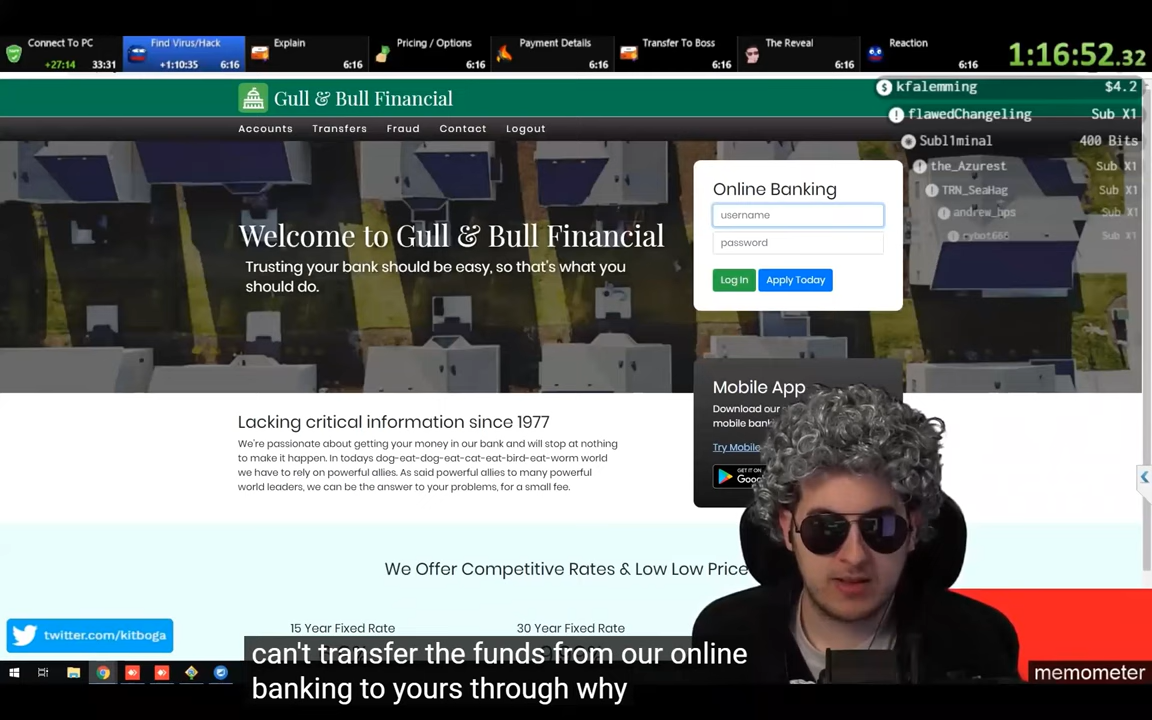 Connect To PC
+27:14 33:31
Find Virus/Hack
+1:10:35 6:16
Explain
6:16
Pricing / Options
6:16
Payment Details
6:16
Transfer To Boss
6:16
The Reveal
6:16
Reaction
6:16
1:16:52.32
Gull & Bull Financial
kfalemming $4.2
flawedChangeling Sub X1
Subl1minal 400 Bits
the_Azurest Sub X1
TRN_SeaHag Sub X1
andrew_bps Sub X1
Sub X1
Accounts Transfers Fraud Contact Logout
Welcome to Gull & Bull Financial
Trusting your bank should be easy, so that's what you
should do.
Online Banking
username
password
Log In Apply Today
Mobile App
Download our
mobile bank
Try Mobile
GET IT ON
Goo
Lacking critical information since 1977
We're passionate about getting your money in our bank and will stop at nothing
to make it happen. In todays dog-eat-dog-eat-cat-eat-bird-eat-worm world
we have to rely on powerful allies. As said powerful allies to many powerful
world leaders, we can be the answer to your problems, for a small fee.
We Offer Competitive Rates & Low Low Price
15 Year Fixed Rate
30 Year Fixed Rate
twitter.com/kitboga
can't transfer the funds from our online
banking to yours through why
memometer